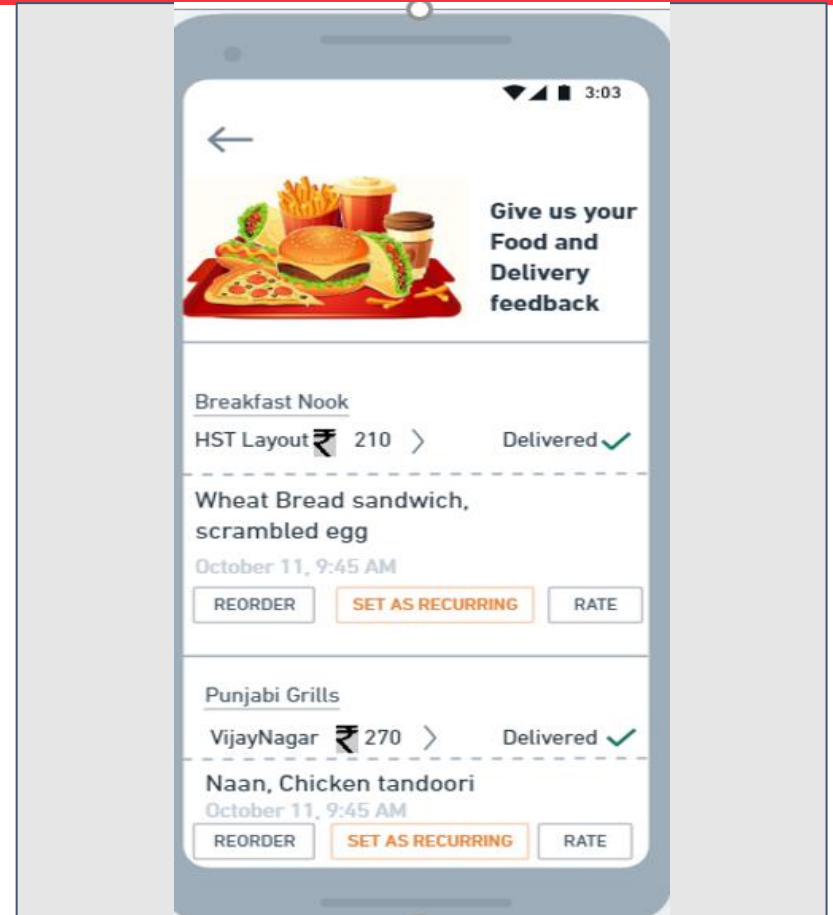 3:03
Give us your
Food and
Delivery
feedback
Breakfast Nook
HST Layout ₹ 210 〉 Delivered ✓
Wheat Bread sandwich,
scrambled egg
October 11, 9:45 AM
REORDER SET AS RECURRING RATE
Punjabi Grills
VijayNagar ₹ 270 〉 Delivered ✓
Naan, Chicken tandoori
October 11, 9:45 AM
REORDER SET AS RECURRING RATE